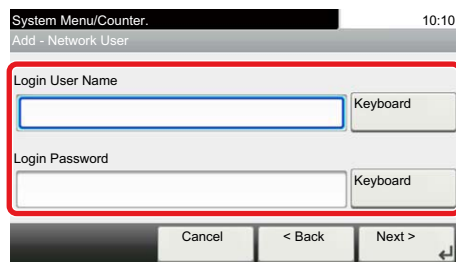 System Menu/Counter. 10:10
Add - Network User
Login User Name
Keyboard
Login Password
Keyboard
Cancel < Back Next >